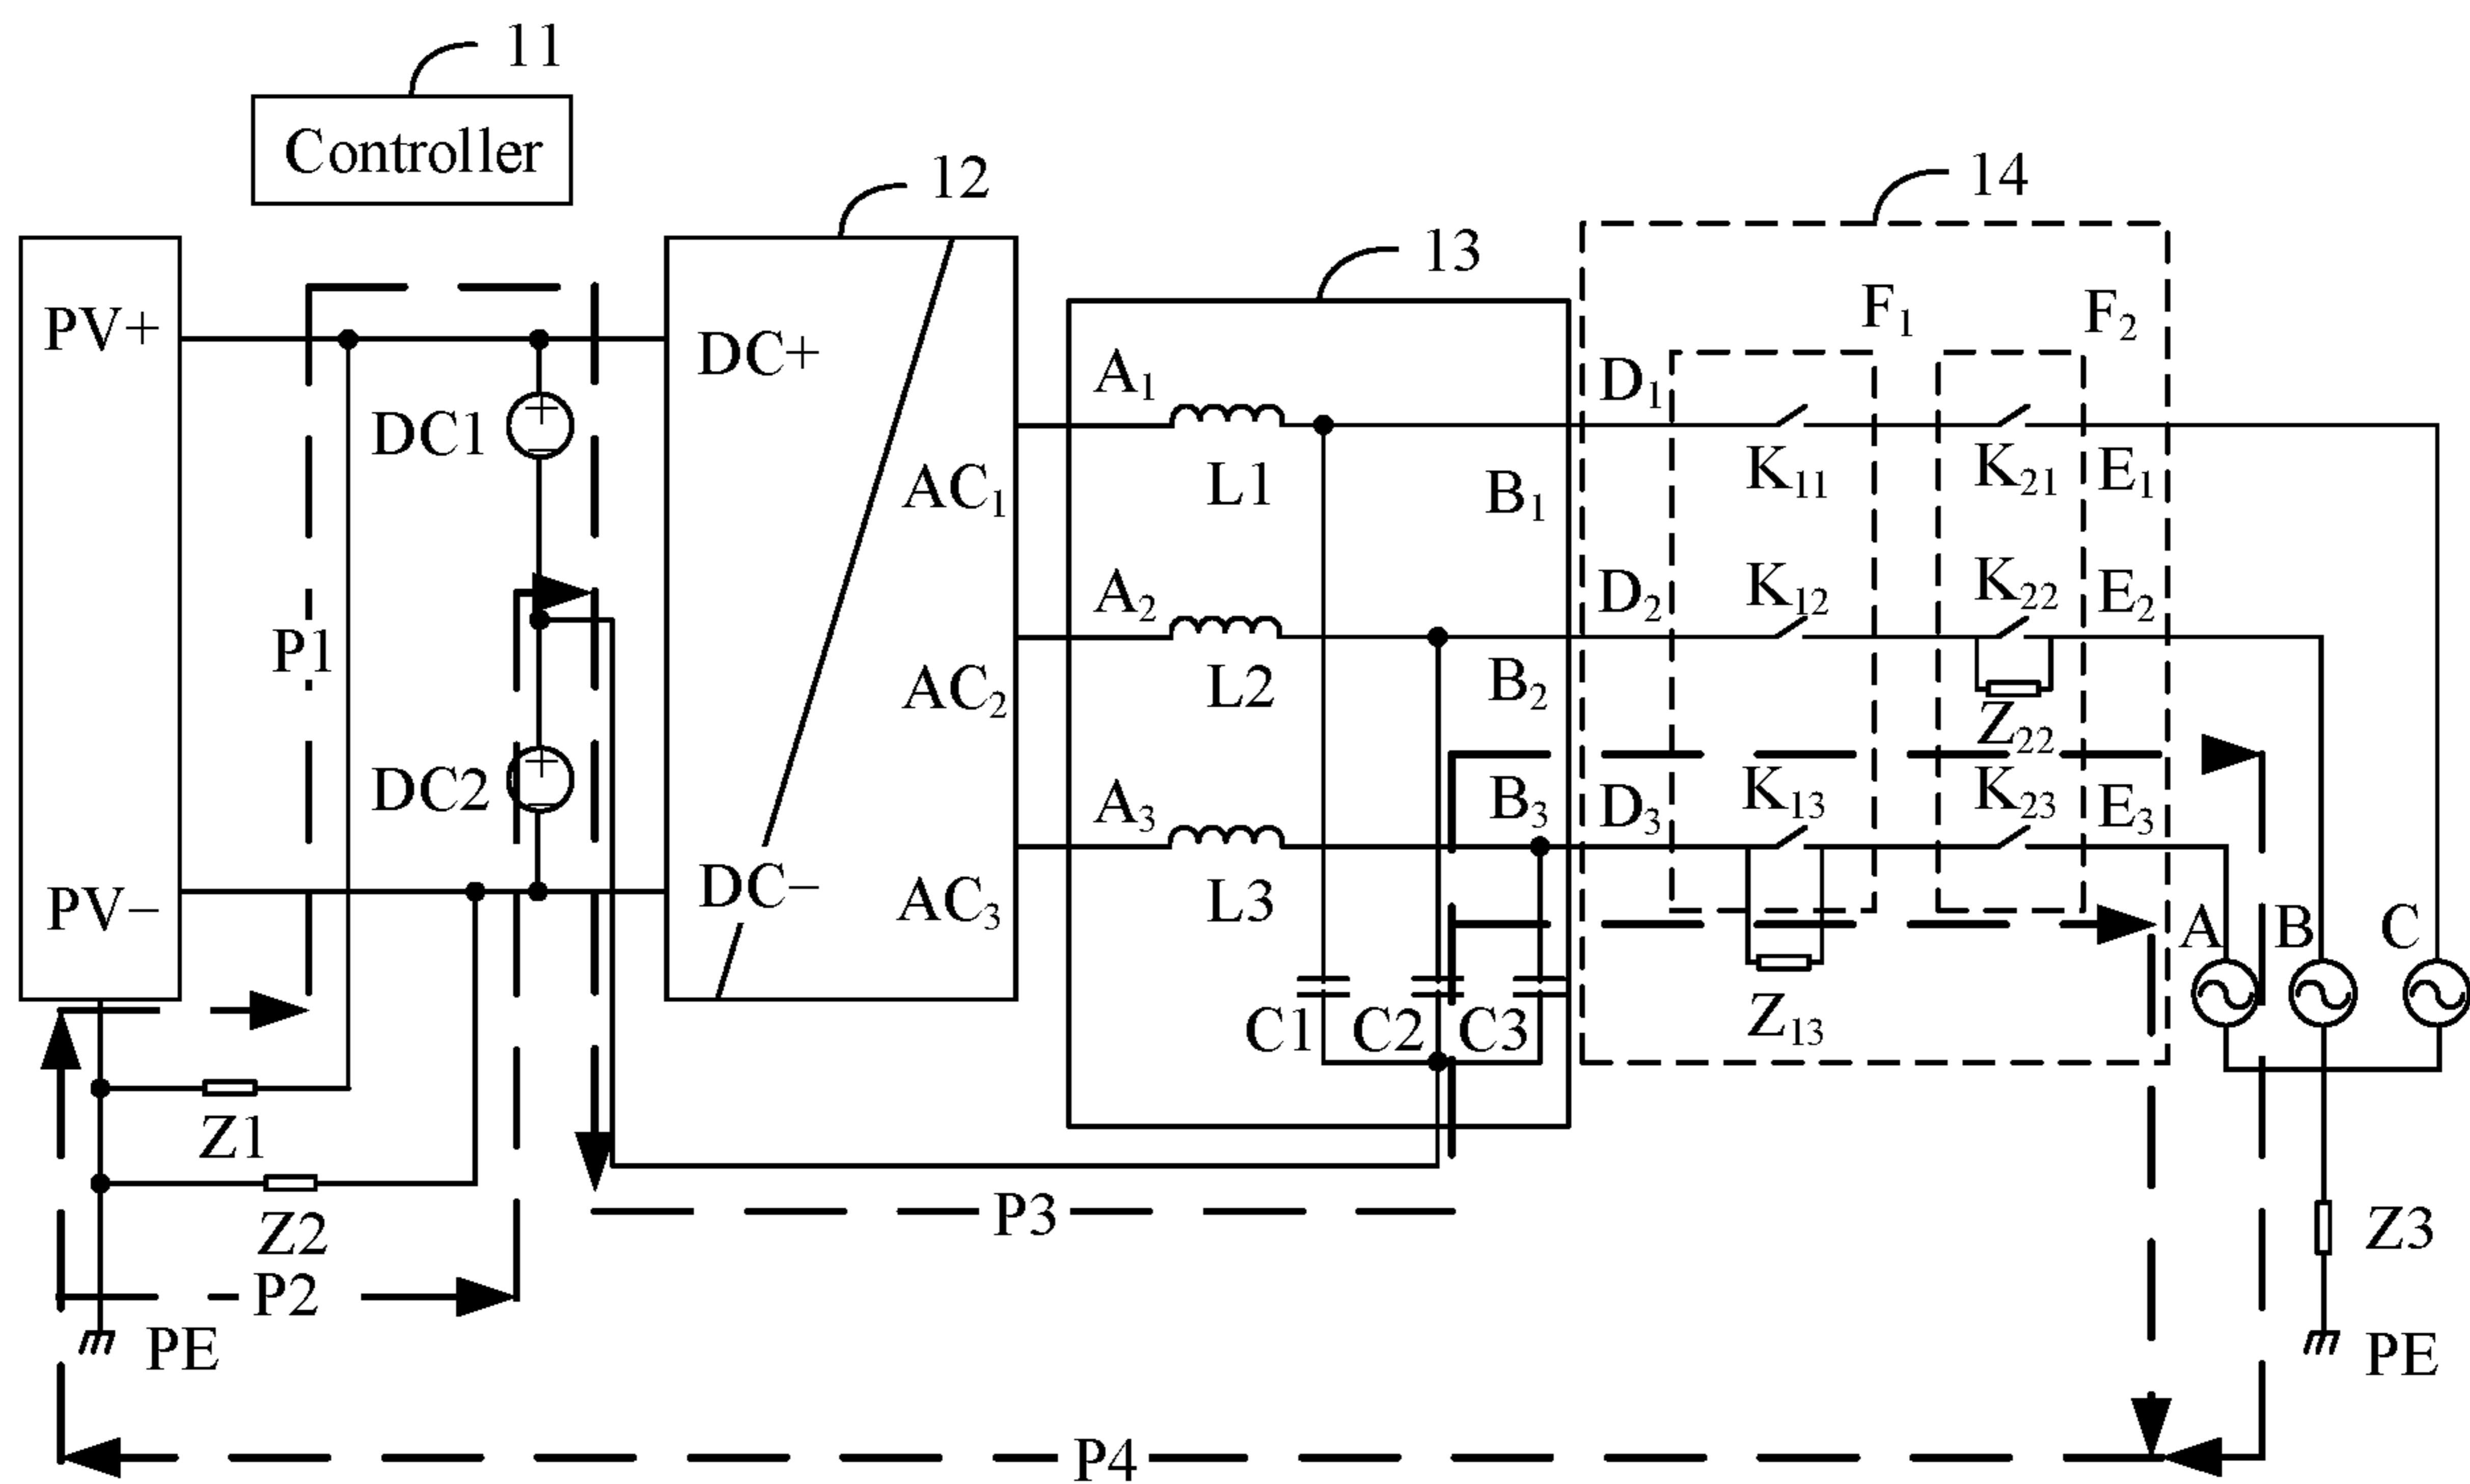 11
Controller
12
14
13
PV+
DC+
F1
F2
A1
D1
DC1
AC1
L1
B1
K11
K21
E1
A2
D2
K12
K22
E2
P1
AC2
L2
B2
Z22
DC2
A3
B3
D3
K13
K23
E3
PV−
DC−
AC3
L3
A
B
C
C1
C2
C3
Z13
Z1
Z2
P3
Z3
P2
PE
PE
P4